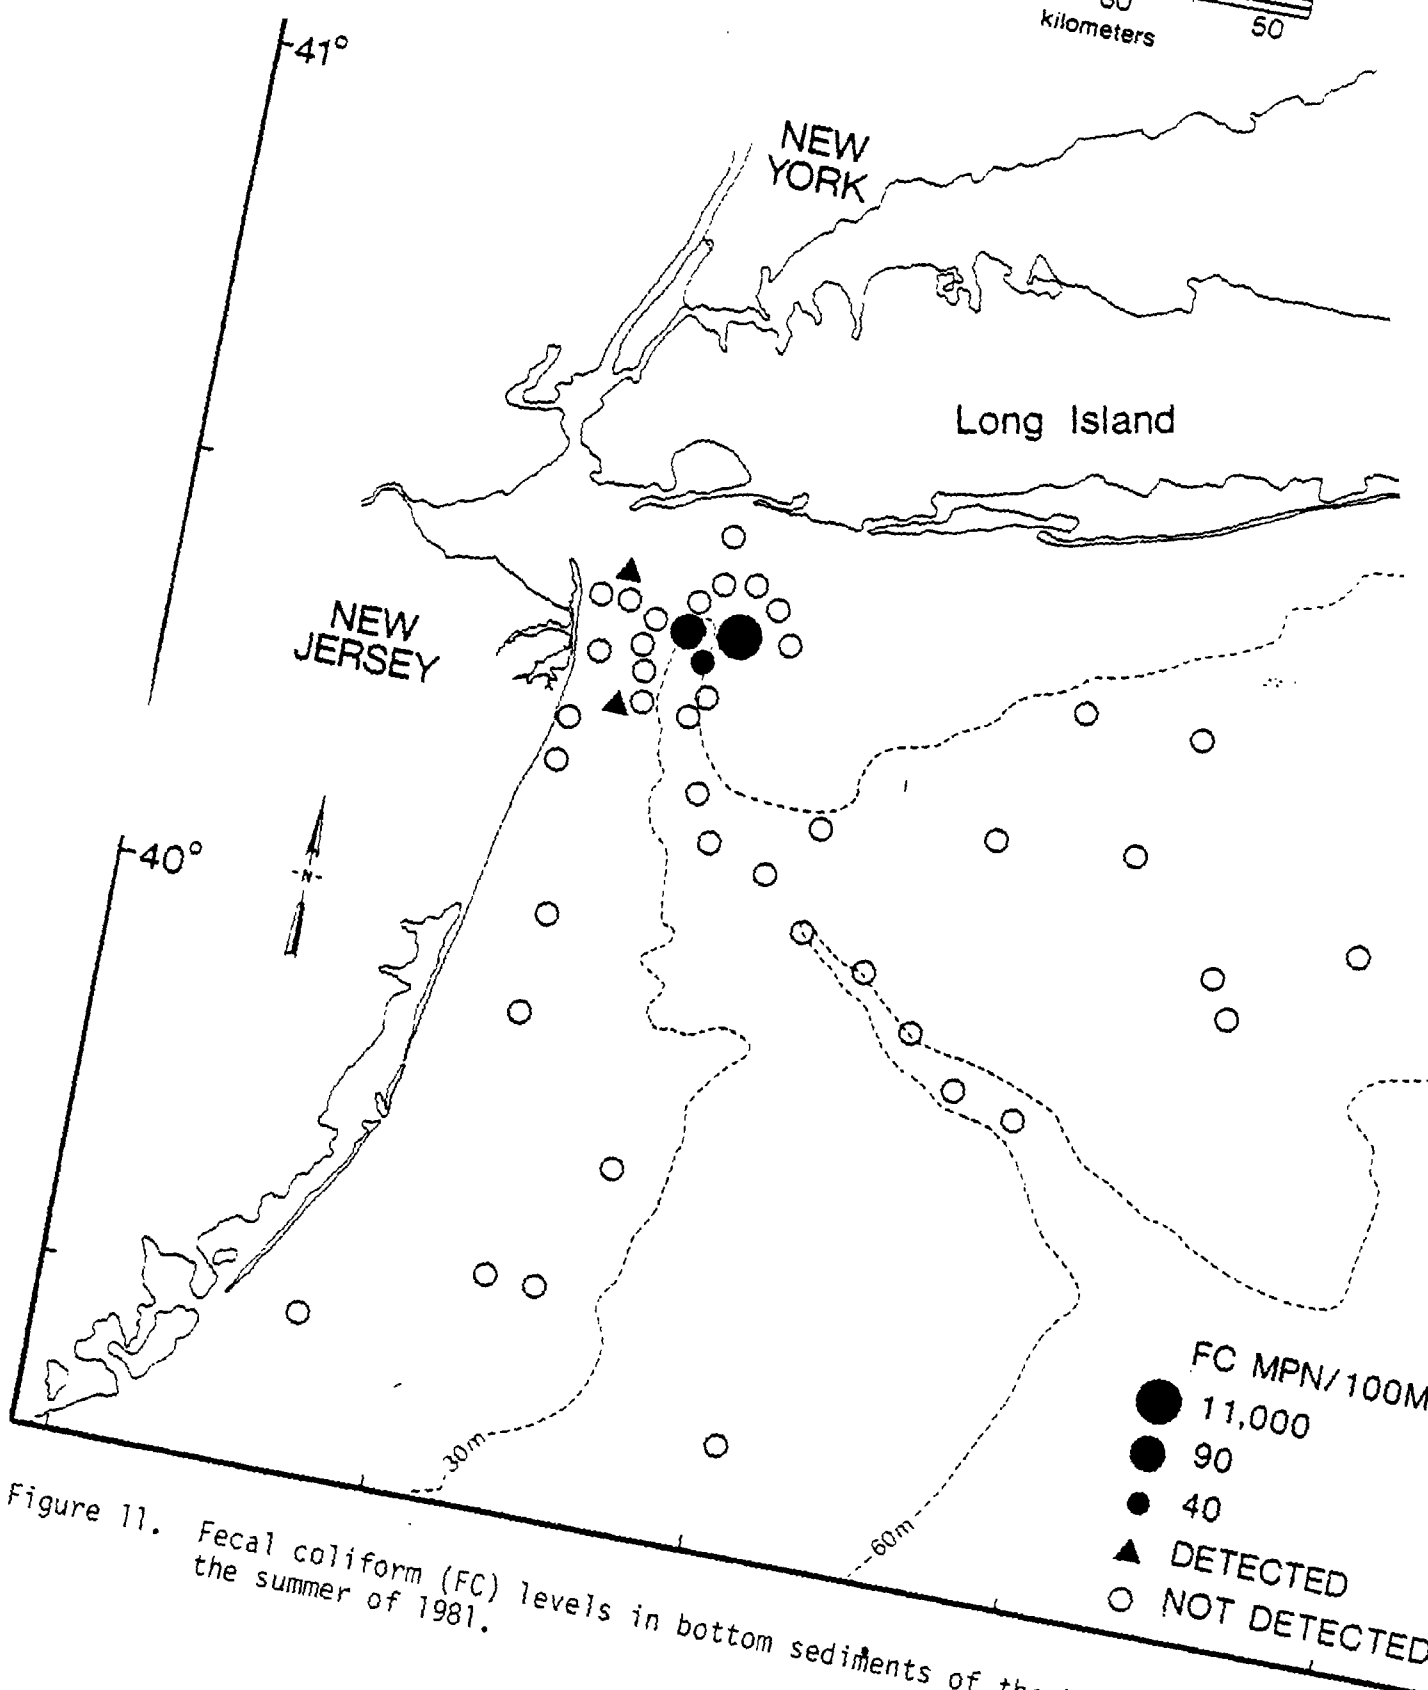 50
kilometers
41°
NEW
YORK
Long Island
NEW
JERSEY
40°
-N-
30m
60m
FC MPN/100M
11,000
90
40
DETECTED
NOT DETECTED
Figure 11. Fecal coliform (FC) levels in bottom sediments of the
the summer of 1981.